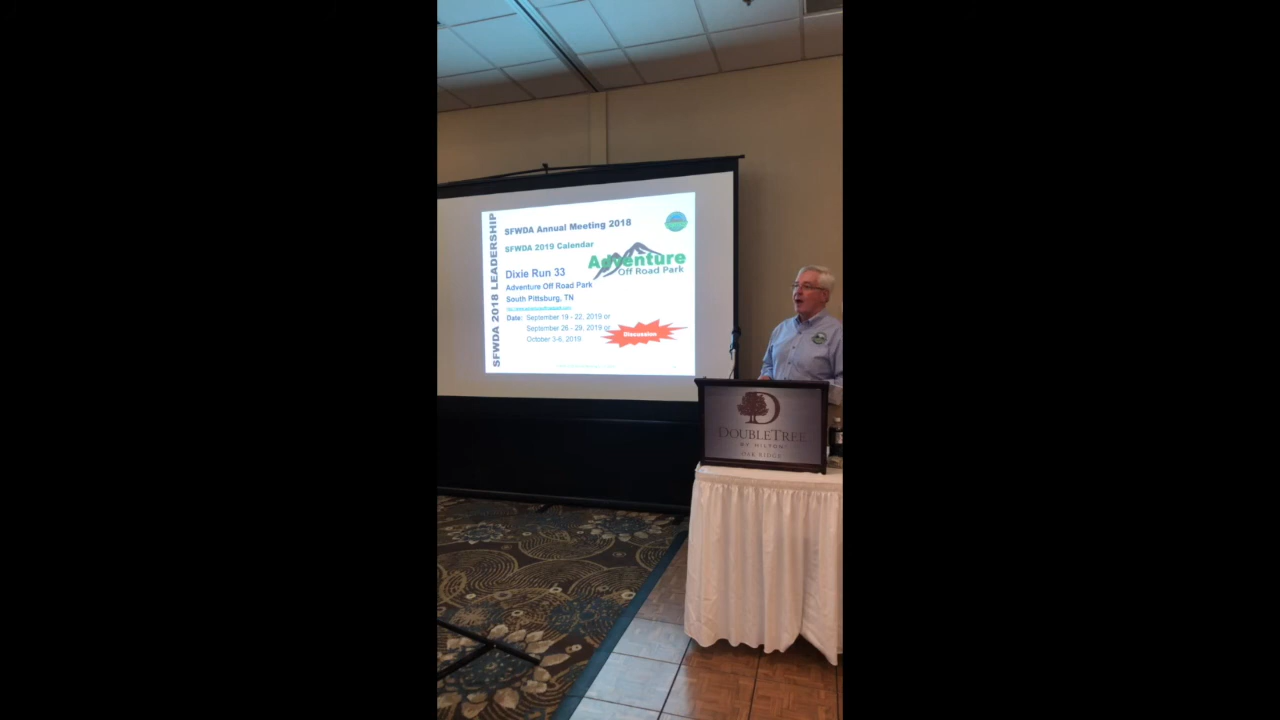 SFWDA 2018 LEADERSHIP
SFWDA Annual Meeting 2018
SFWDA 2019 Calendar
Adventure
Off Road Park
Dixie Run 33
Adventure Off Road Park
South Pittsburg, TN
Date: September 19 - 22, 2019 or
September 26 - 29, 2019 or
October 3-6, 2019
Discussion
D
DOUBLETREE
BY HILTON
OAK RIDGE